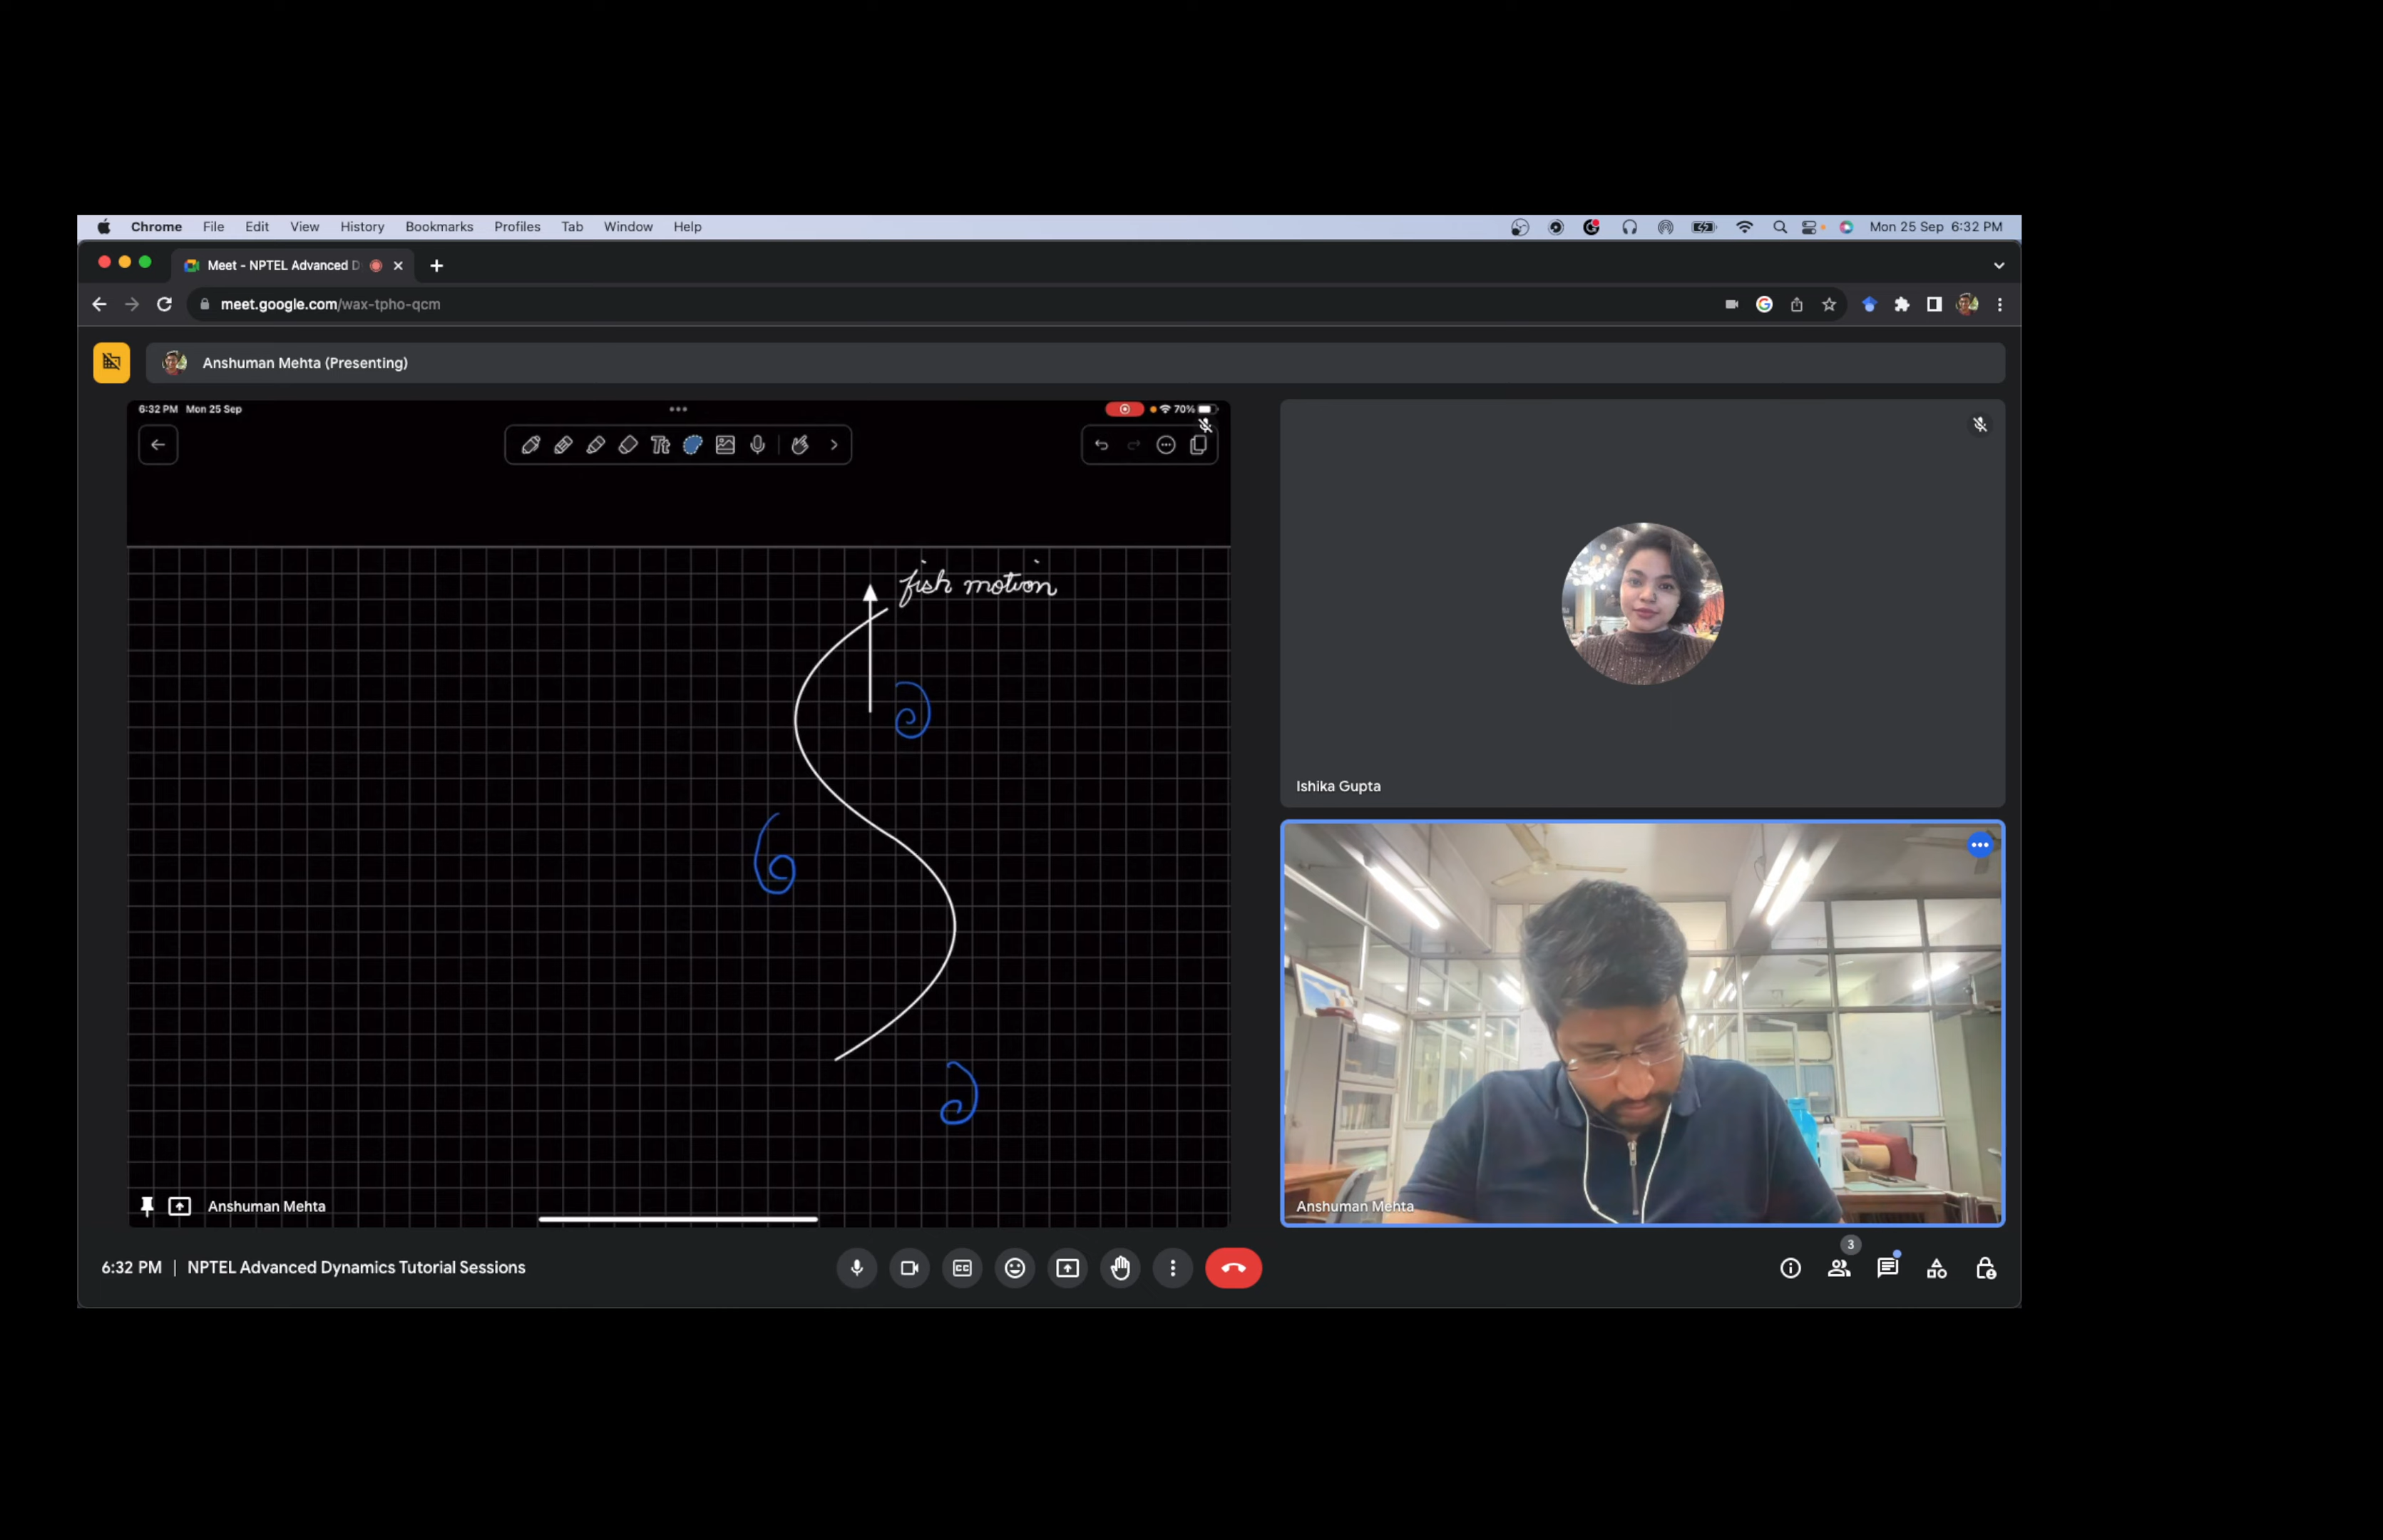 Chrome File Edit View History Bookmarks Profiles Tab Window Help Mon 25 Sep 6:32 PM
Meet - NPTEL Advanced D
meet.google.com/wax-tpho-qcm
Anshuman Mehta (Presenting)
6:32 PM Mon 25 Sep 70%
Tt
fish motion
Ishika Gupta
Anshuman Mehta
Anshuman Mehta
3
6:32 PM | NPTEL Advanced Dynamics Tutorial Sessions
CC